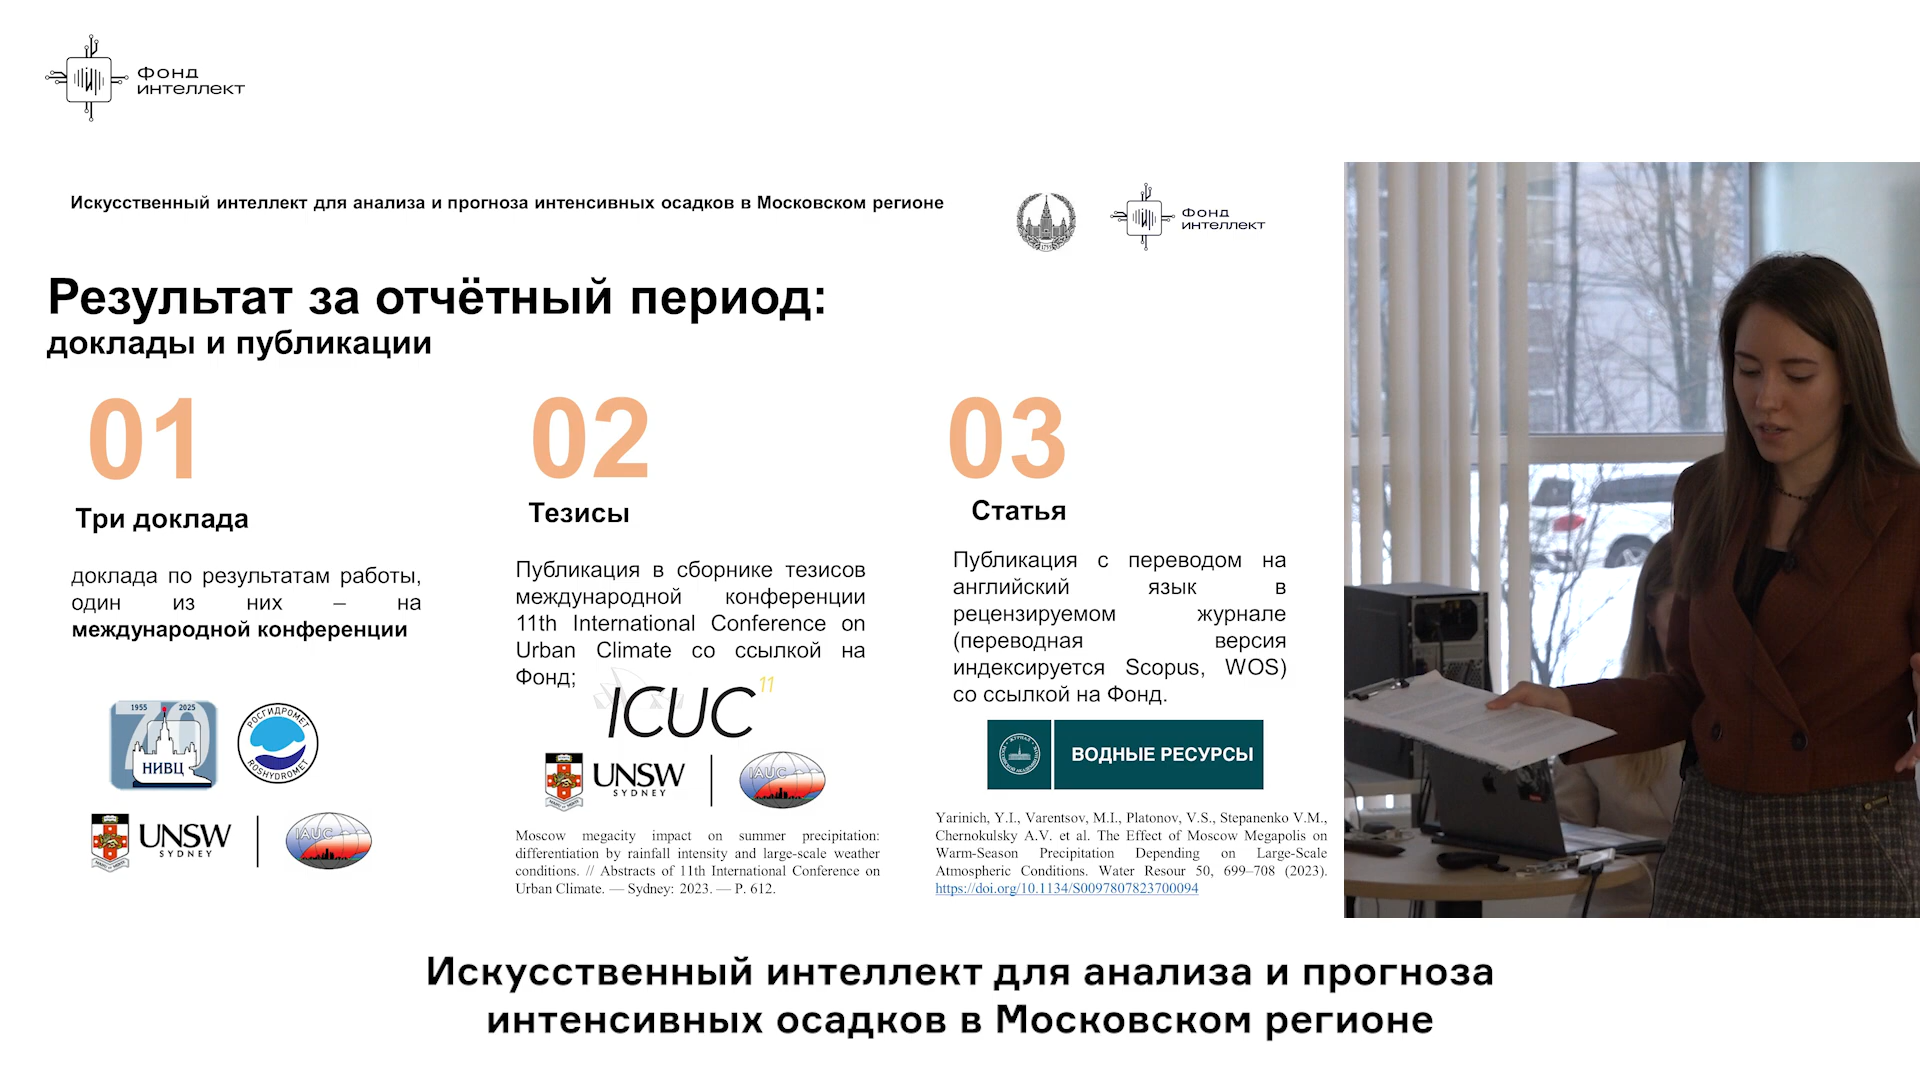 Фонд
интеллект
Искусственный интеллект для анализа и прогноза интенсивных осадков в Московском регионе
Фонд
интеллект
Результат за отчётный период:
доклады и публикации
01
Три доклада
доклада по результатам работы,
один из них – на
международной конференции
1955 2025
70
НИВЦ
РОСГИДРОМЕТ
ROSHYDROMET
UNSW
SYDNEY
IAUC
02
Тезисы
Публикация в сборнике тезисов
международной конференции
11th International Conference on
Urban Climate со ссылкой на
Фонд;
ICUC 11
UNSW
SYDNEY
IAUC
Moscow megacity impact on summer precipitation:
differentiation by rainfall intensity and large-scale weather
conditions. // Abstracts of 11th International Conference on
Urban Climate. — Sydney: 2023. — P. 612.
03
Статья
Публикация с переводом на
английский язык в
рецензируемом журнале
(переводная версия
индексируется Scopus, WOS)
со ссылкой на Фонд.
ВОДНЫЕ РЕСУРСЫ
Yarinich, Y.I., Varentsov, M.I., Platonov, V.S., Stepanenko V.M.,
Chernokulsky A.V. et al. The Effect of Moscow Megapolis on
Warm-Season Precipitation Depending on Large-Scale
Atmospheric Conditions. Water Resour 50, 699–708 (2023).
https://doi.org/10.1134/S0097807823700094
Искусственный интеллект для анализа и прогноза
интенсивных осадков в Московском регионе